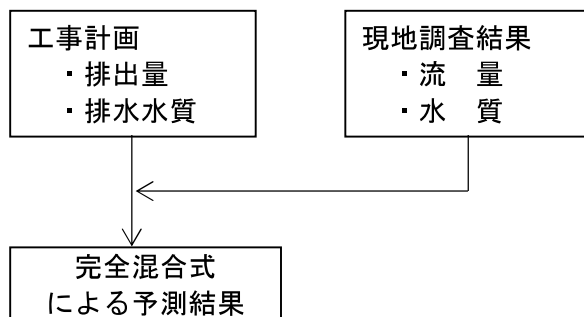 工事計画
・排出量
・排水水質
現地調査結果
・流　量
・水　質
完全混合式
による予測結果